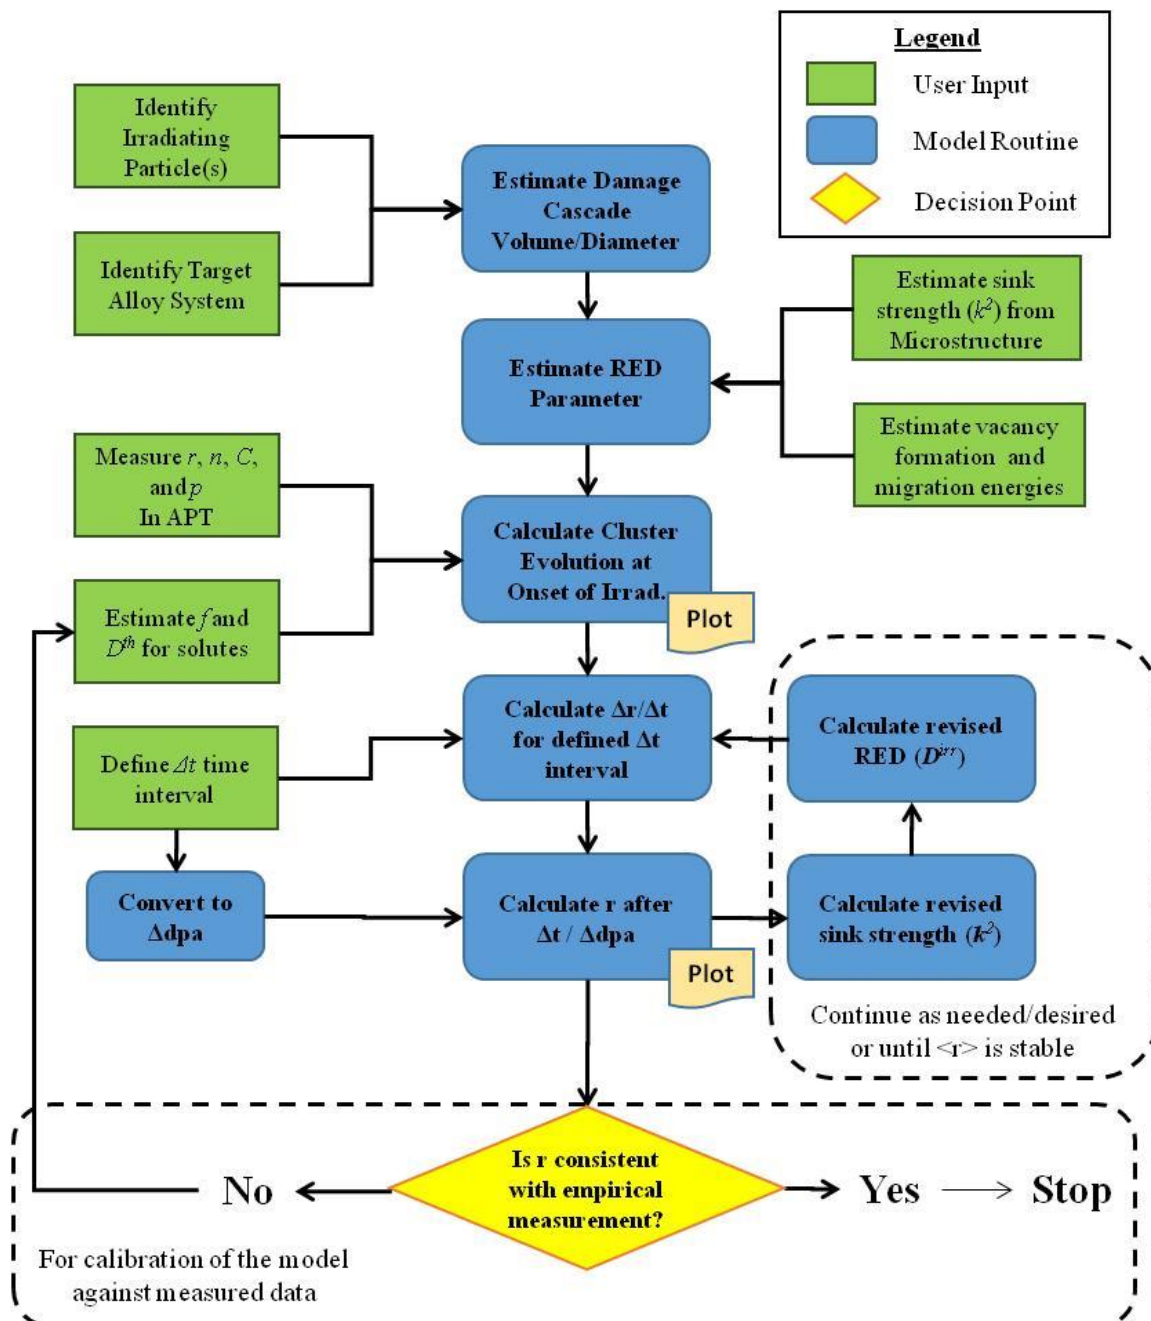 Legend
User Input
Model Routine
Decision Point
Identify
Irradiating
Particle(s)
Identify Target
Alloy System
Estimate Damage
Cascade
Volume/Diameter
Estimate sink
strength (k²) from
Microstructure
Estimate RED
Parameter
Estimate vacancy
formation and
migration energies
Measure r, n, C,
and p
In APT
Estimate f and
Dᵗʰ for solutes
Calculate Cluster
Evolution at
Onset of Irrad.
Plot
Define Δt time
interval
Calculate Δr/Δt
for defined Δt
interval
Calculate revised
RED (Dⁱʳʳ)
Convert to
Δdpa
Calculate r after
Δt / Δdpa
Plot
Calculate revised
sink strength (k²)
Continue as needed/desired
or until <r> is stable
Is r consistent
with empirical
measurement?
No
Yes
Stop
For calibration of the model
against measured data